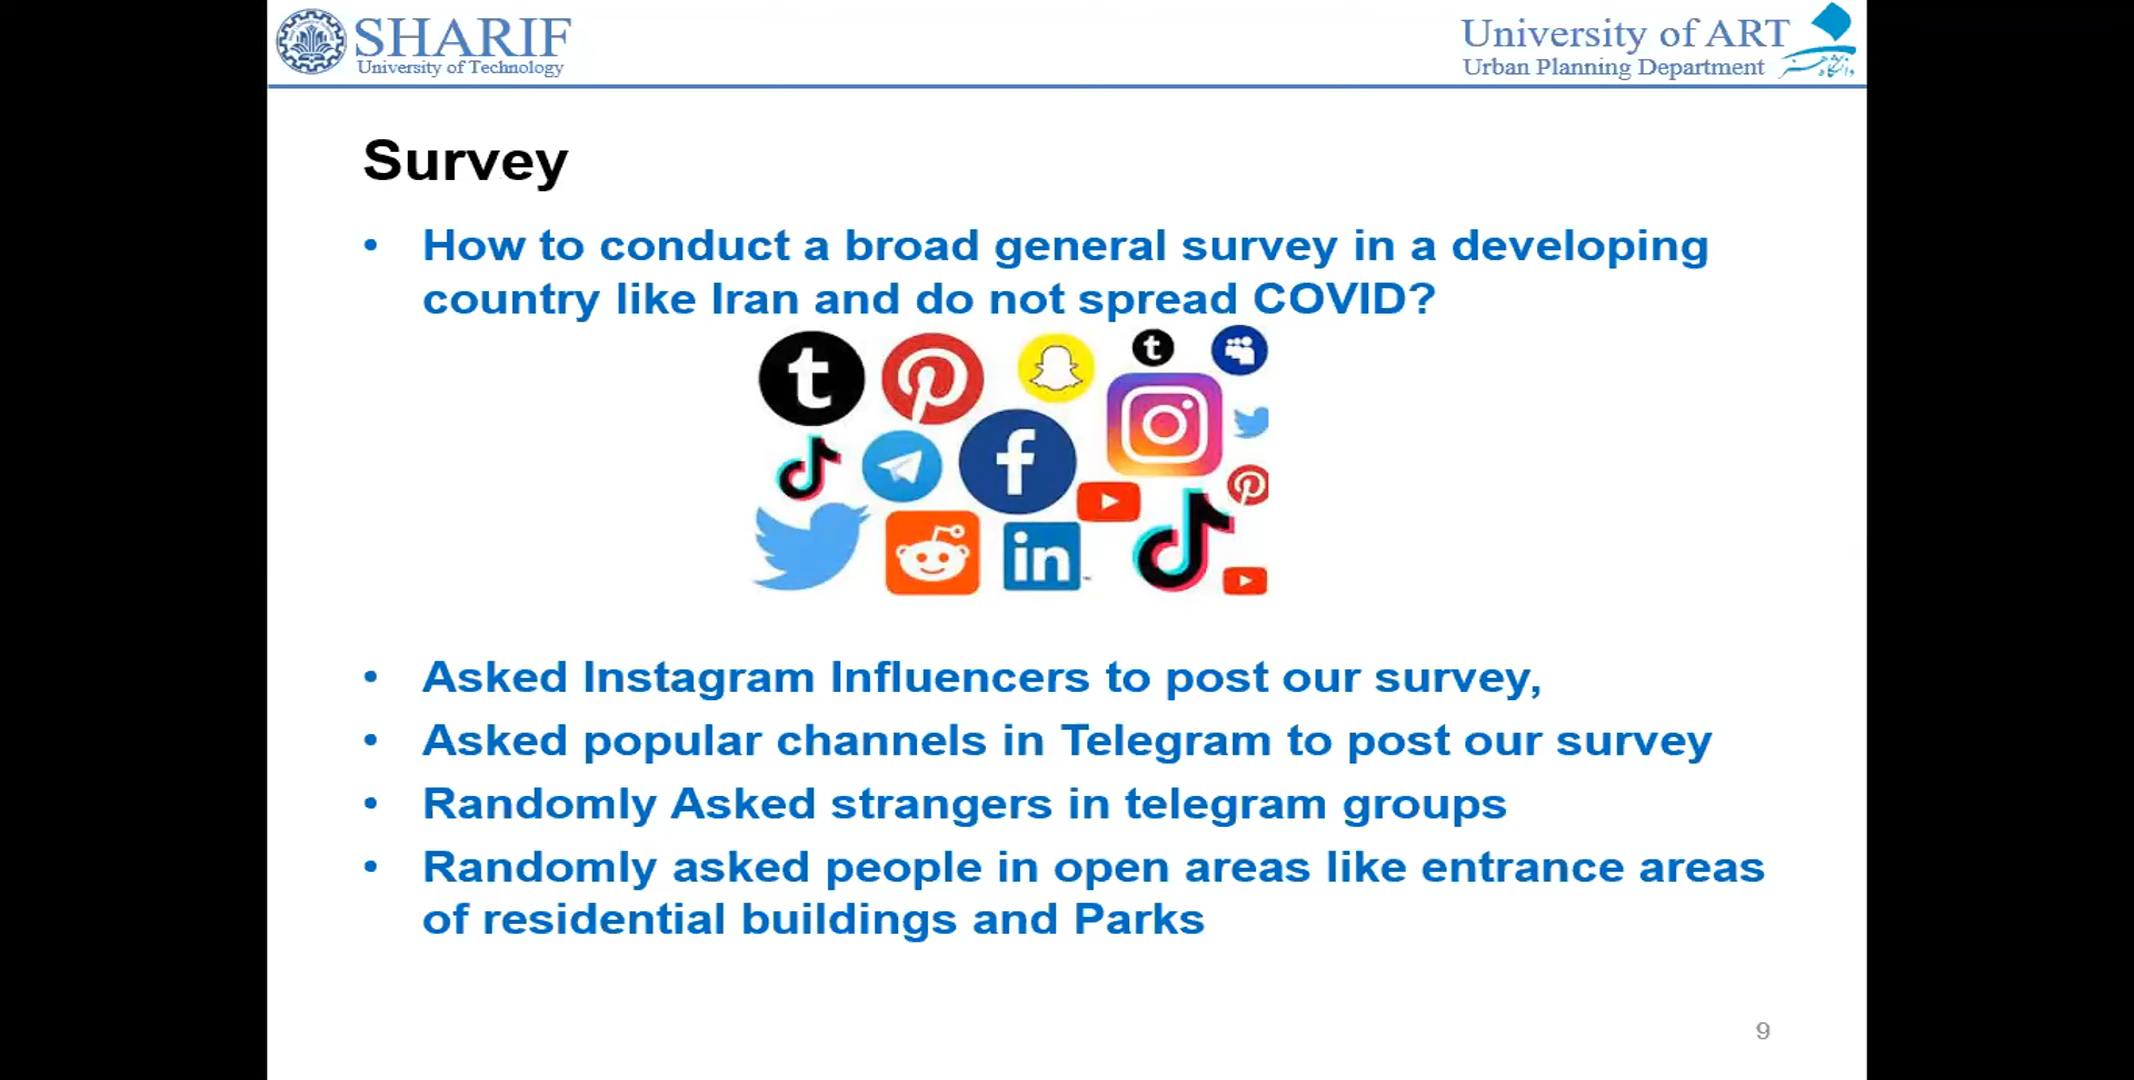 SHARIF
University of Technology
University of ART
Urban Planning Department
دانشگاه هنر
Survey
• How to conduct a broad general survey in a developing
country like Iran and do not spread COVID?
• Asked Instagram Influencers to post our survey,
• Asked popular channels in Telegram to post our survey
• Randomly Asked strangers in telegram groups
• Randomly asked people in open areas like entrance areas
of residential buildings and Parks
9